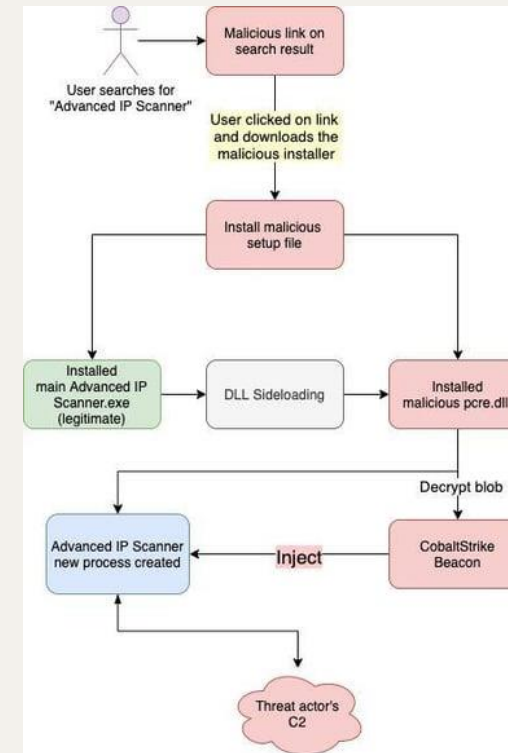 Malicious link on
search result
User searches for
"Advanced IP Scanner"
User clicked on link
and downloads the
malicious installer
Install malicious
setup file
Installed
main Advanced IP
Scanner.exe
(legitimate)
DLL Sideloading
Installed
malicious pcre.dll
Decrypt blob
Advanced IP Scanner
new process created
Inject
CobaltStrike
Beacon
Threat actor's
C2